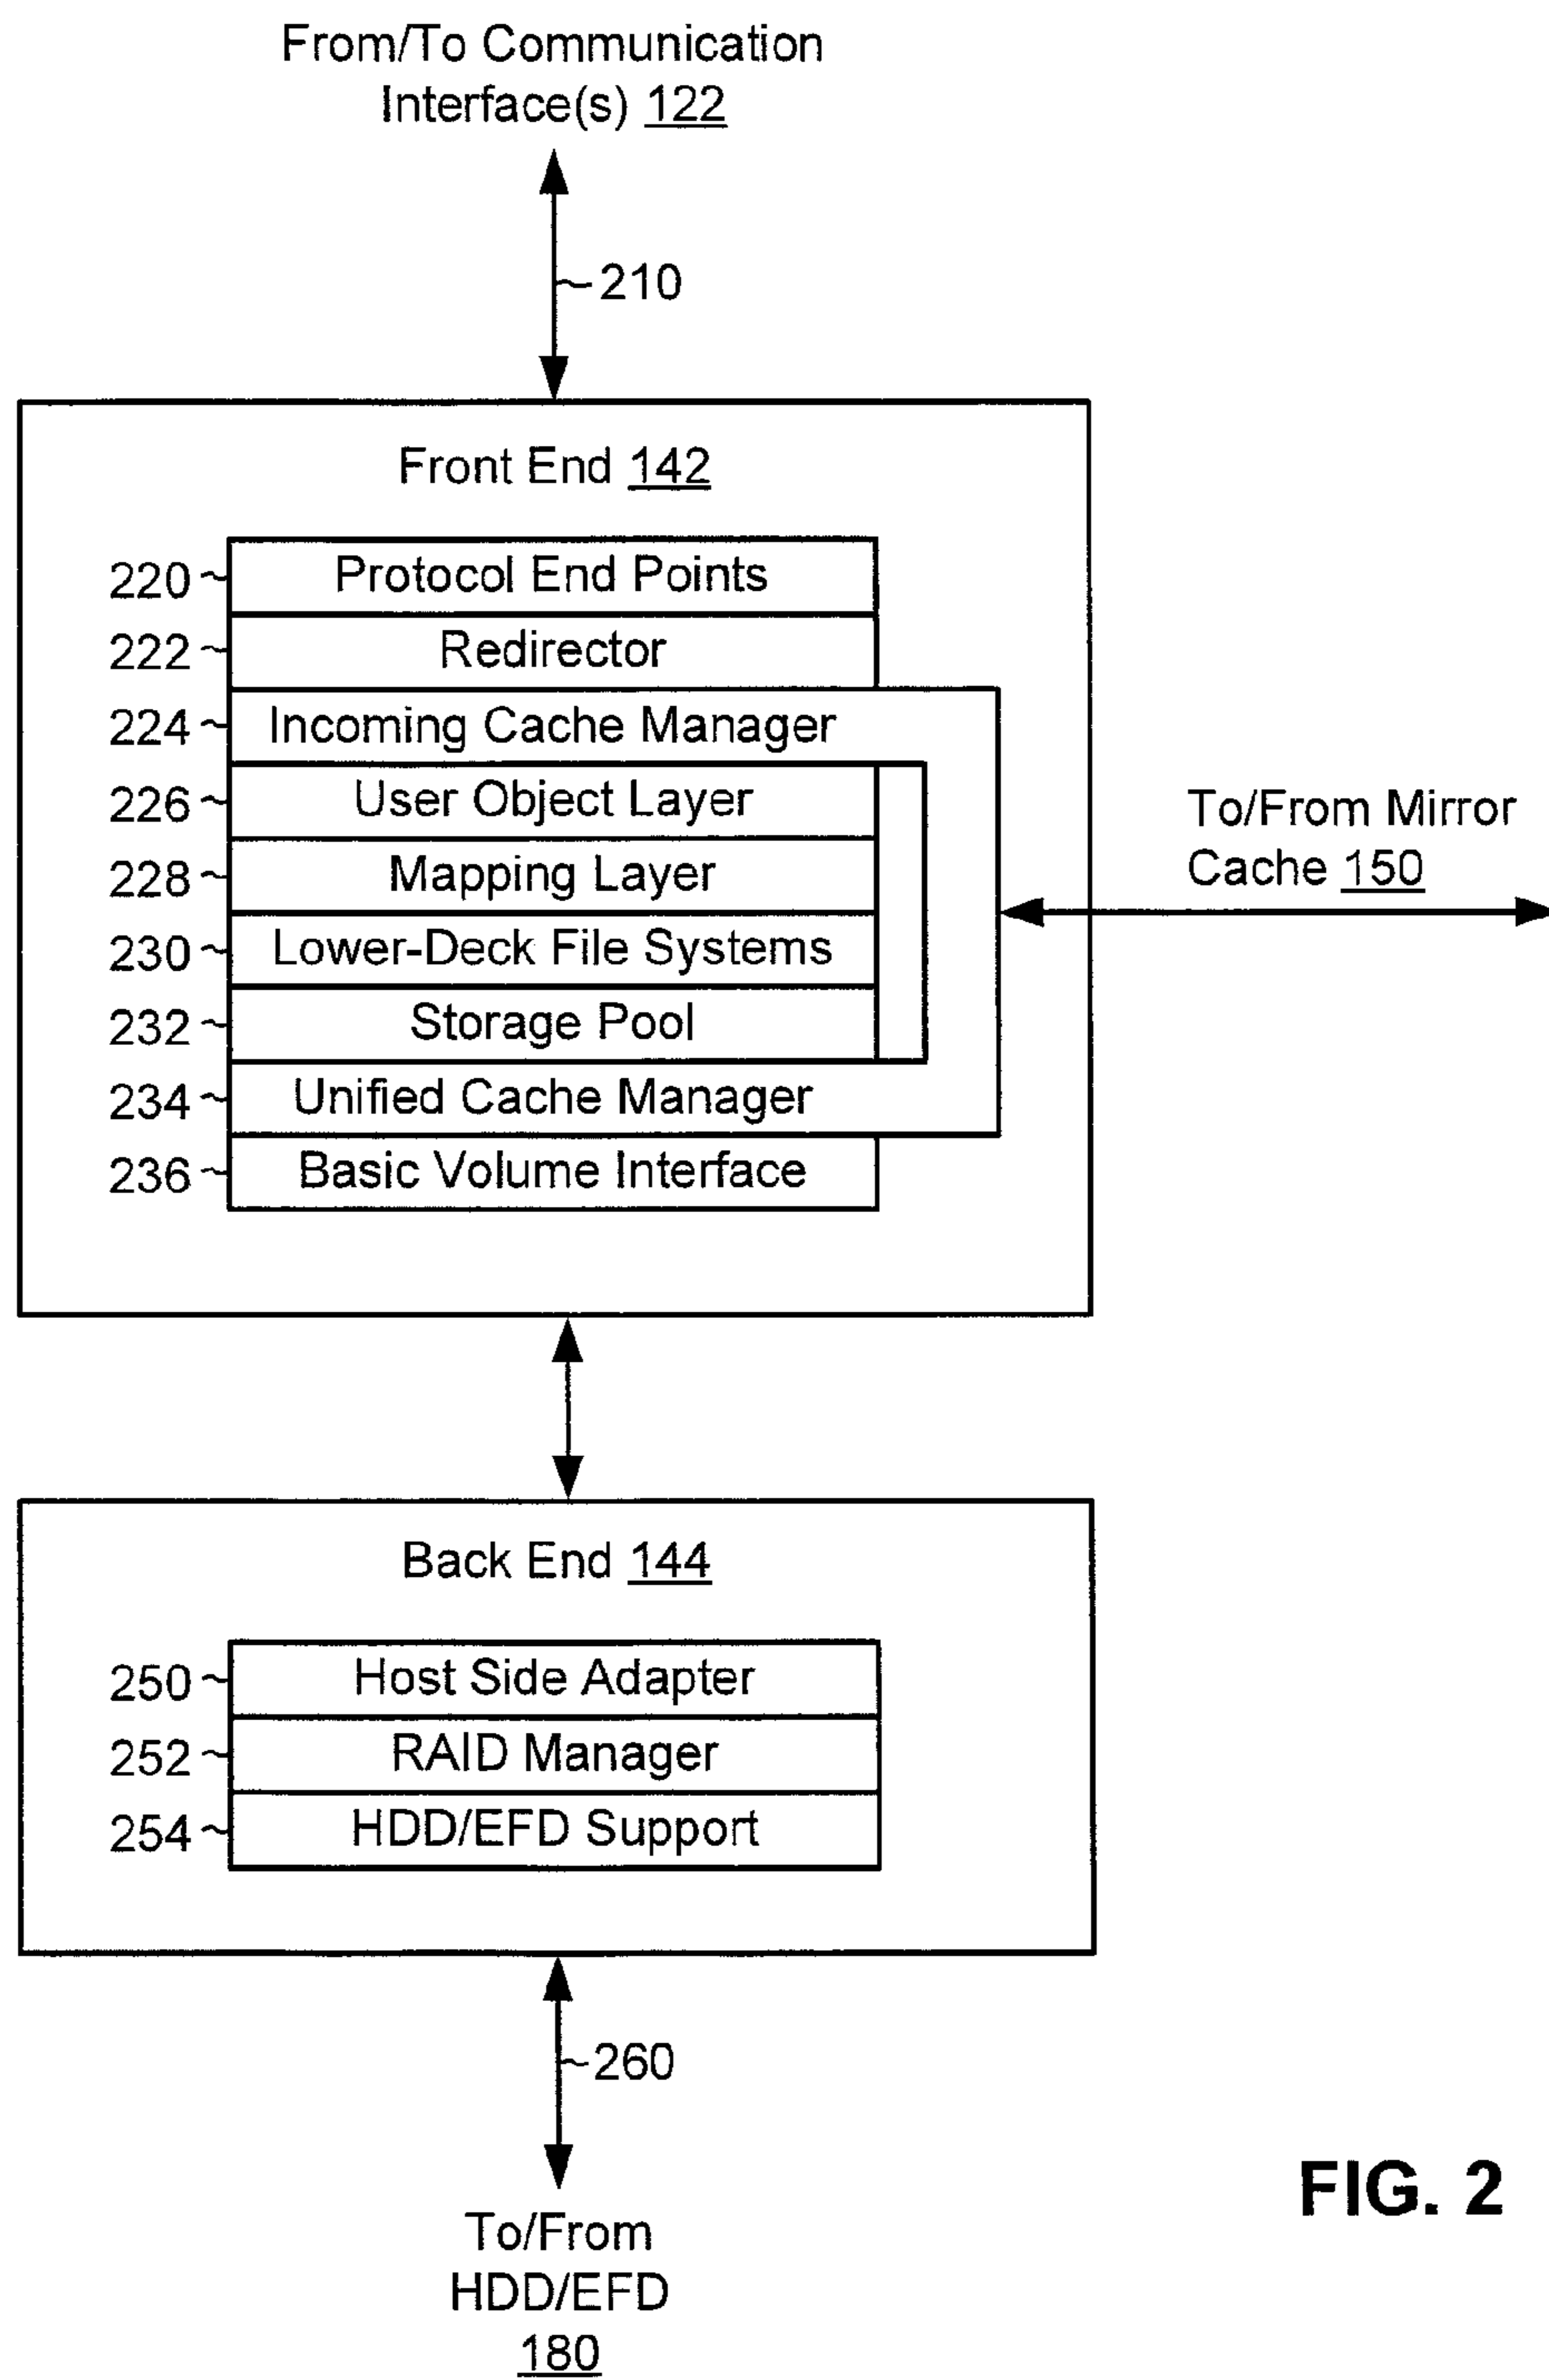 From/To Communication
Interface(s) 122
210
Front End 142
220 Protocol End Points
222 Redirector
224 Incoming Cache Manager
226 User Object Layer
228 Mapping Layer
230 Lower-Deck File Systems
232 Storage Pool
234 Unified Cache Manager
236 Basic Volume Interface
To/From Mirror
Cache 150
Back End 144
250 Host Side Adapter
252 RAID Manager
254 HDD/EFD Support
260
To/From
HDD/EFD
180
FIG. 2